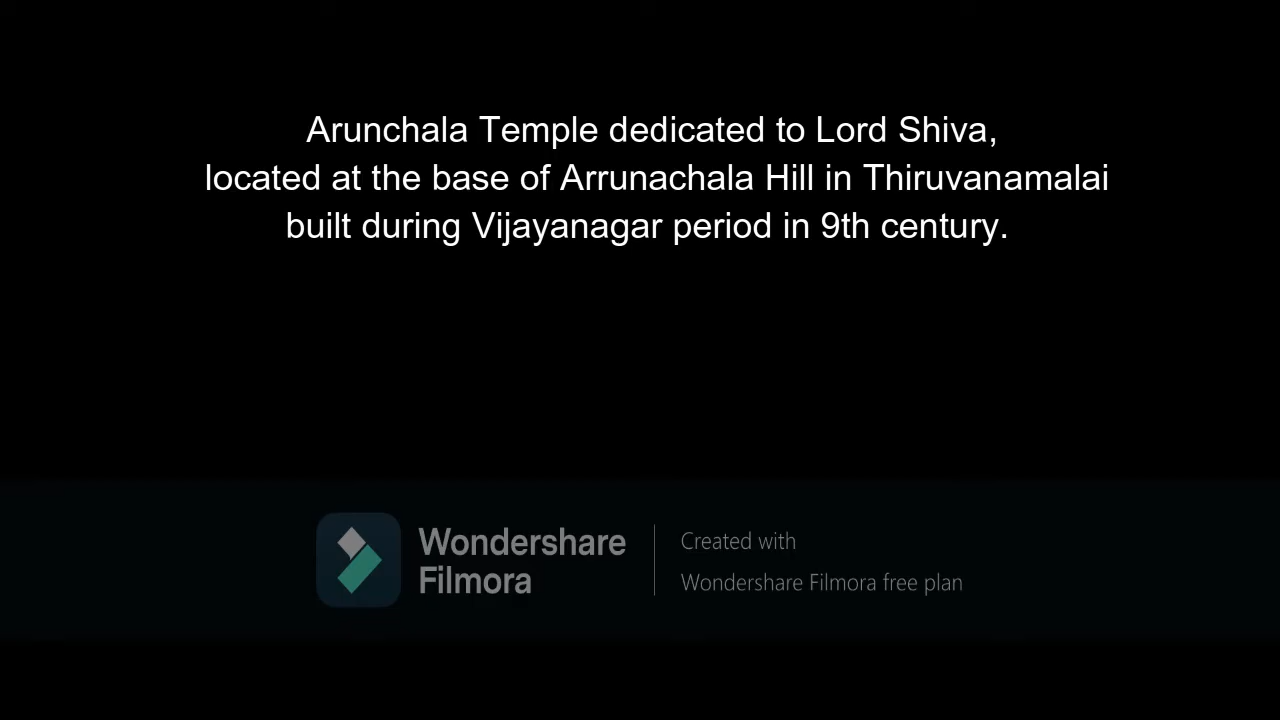 Arunchala Temple dedicated to Lord Shiva,
located at the base of Arrunachala Hill in Thiruvanamalai
built during Vijayanagar period in 9th century.
Wondershare
Filmora
Created with
Wondershare Filmora free plan